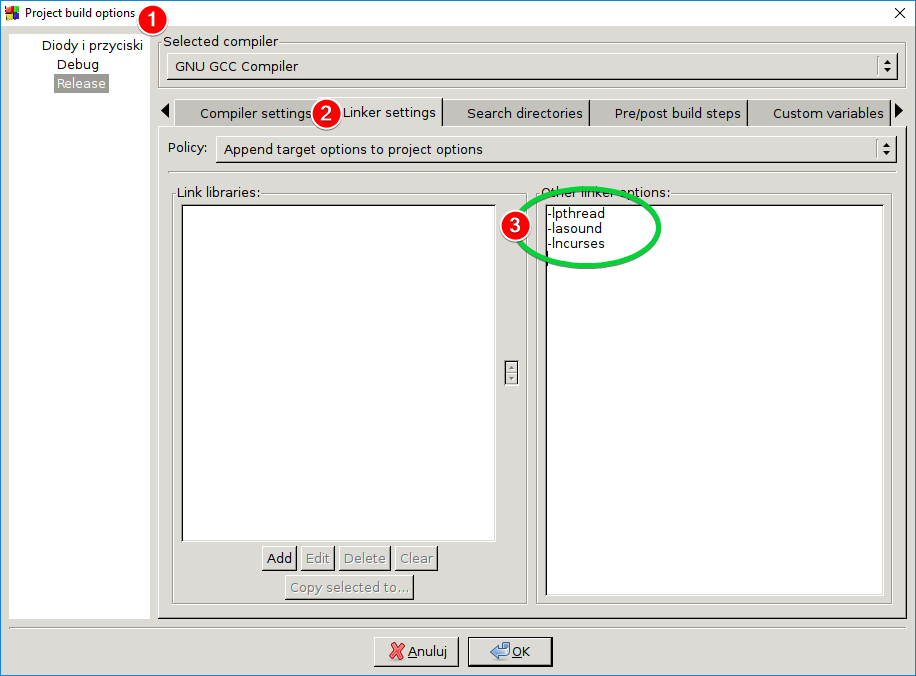 Project build options
1
Diody i przyciski
Debug
Release
Selected compiler
GNU GCC Compiler
Compiler settings
2
Linker settings
Search directories
Pre/post build steps
Custom variables
Policy:
Append target options to project options
Link libraries:
Other linker options:
3
-lpthread
-lasound
-lncurses
Add
Edit
Delete
Clear
Copy selected to...
Anuluj
OK